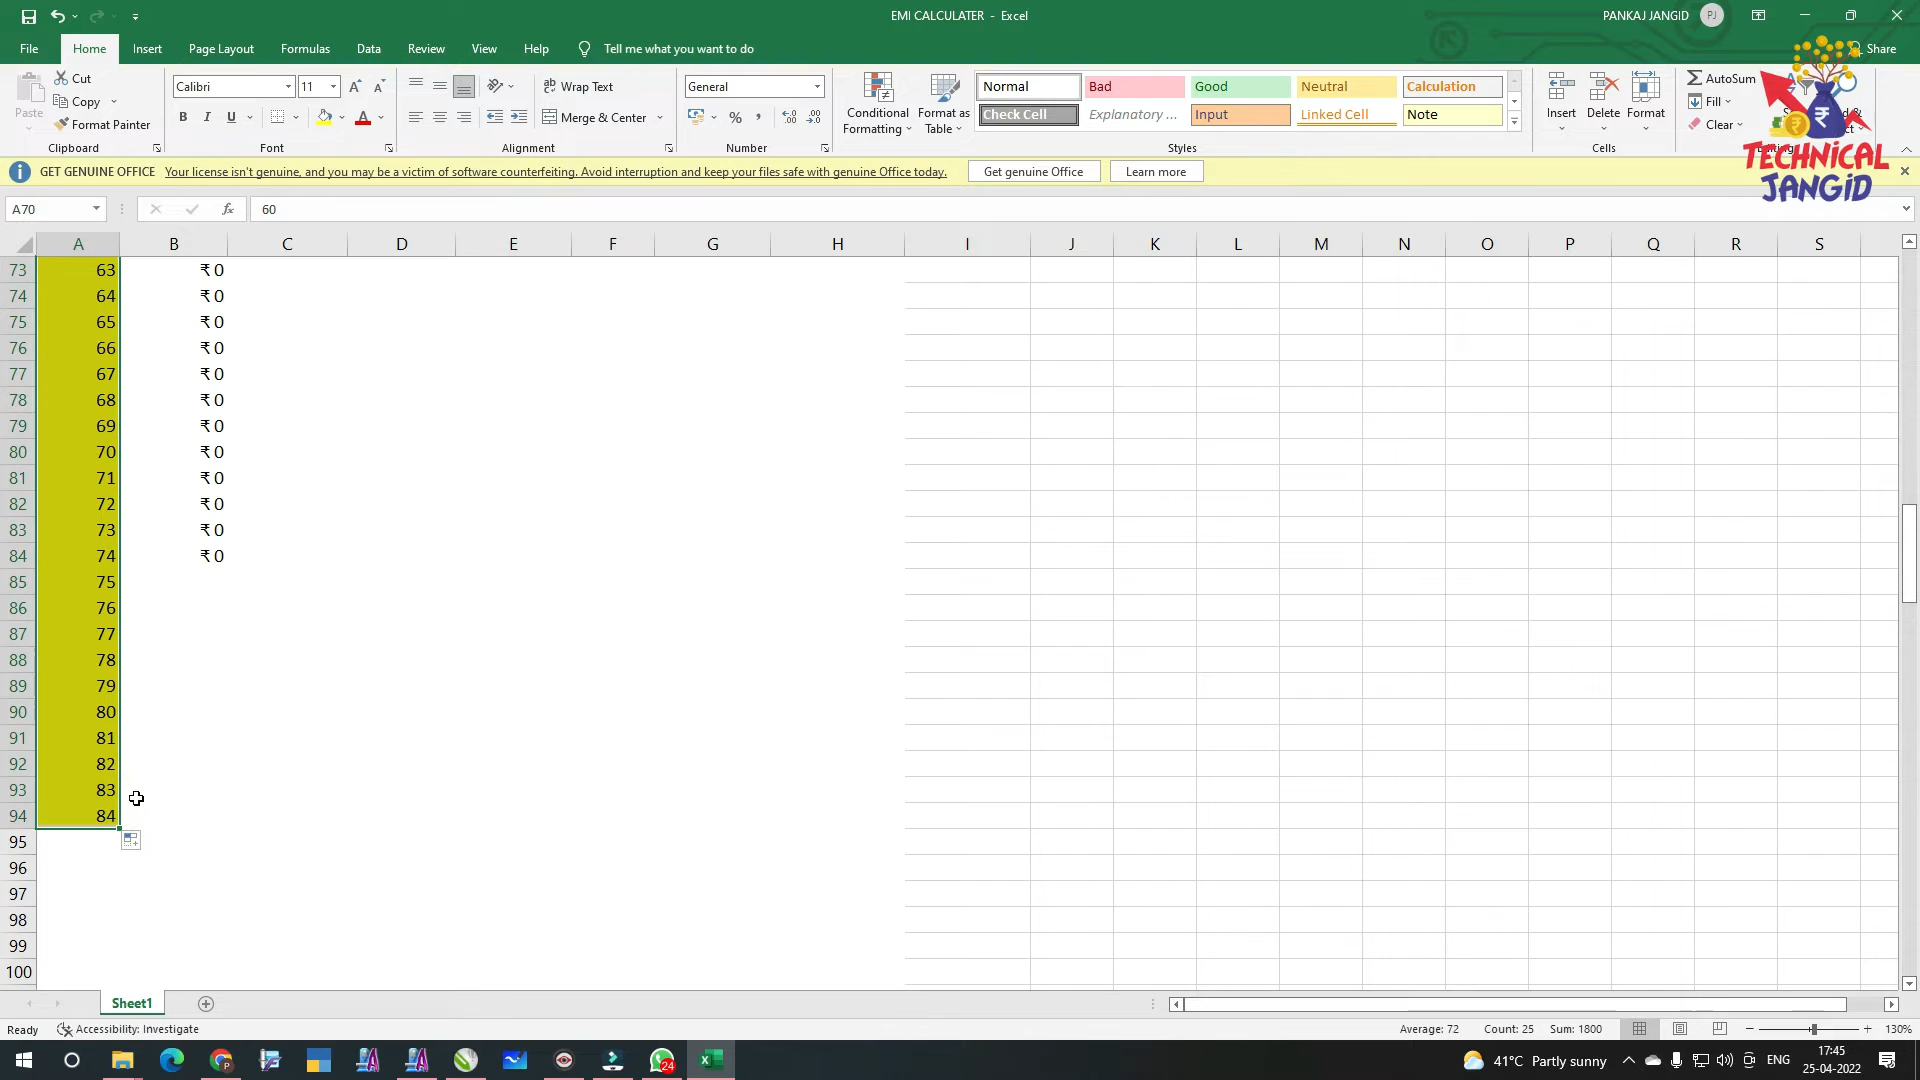 EMI CALCULATER - Excel
PANKAJ JANGID PJ
File Home Insert Page Layout Formulas Data Review View Help Tell me what you want to do Share
Paste Cut Copy Format Painter Clipboard
Calibri 11 B I U A Font
Wrap Text Merge & Center Alignment
General % Number
Conditional Formatting Format as Table
Normal Bad Good Neutral Calculation
Check Cell Explanatory ... Input Linked Cell Note
Styles
Insert Delete Format Cells
AutoSum Fill Clear
TECHNICAL
JANGID
GET GENUINE OFFICE Your license isn't genuine, and you may be a victim of software counterfeiting. Avoid interruption and keep your files safe with genuine Office today. Get genuine Office Learn more
A70 fx 60
A B C D E F G H I J K L M N O P Q R S
73 63 ₹ 0
74 64 ₹ 0
75 65 ₹ 0
76 66 ₹ 0
77 67 ₹ 0
78 68 ₹ 0
79 69 ₹ 0
80 70 ₹ 0
81 71 ₹ 0
82 72 ₹ 0
83 73 ₹ 0
84 74 ₹ 0
85 75
86 76
87 77
88 78
89 79
90 80
91 81
92 82
93 83
94 84
95
96
97
98
99
100
Sheet1
Ready Accessibility: Investigate Average: 72 Count: 25 Sum: 1800 130%
24 41°C Partly sunny ENG 17:45
25-04-2022